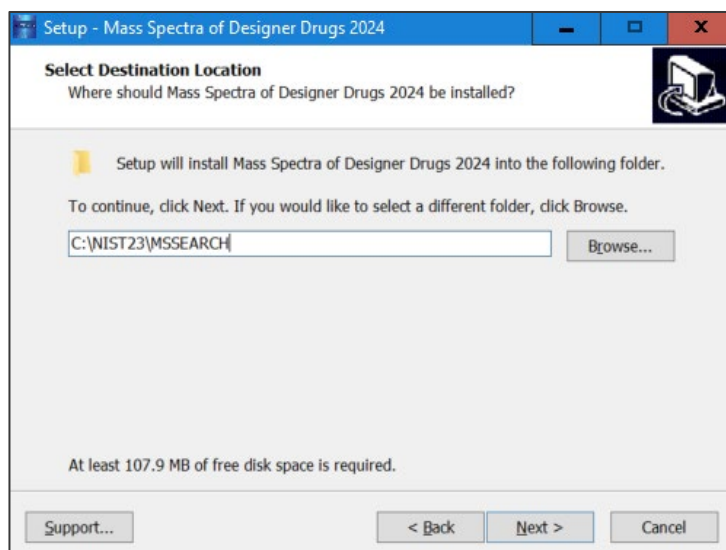 Setup - Mass Spectra of Designer Drugs 2024
Select Destination Location
Where should Mass Spectra of Designer Drugs 2024 be installed?
Setup will install Mass Spectra of Designer Drugs 2024 into the following folder.
To continue, click Next. If you would like to select a different folder, click Browse.
C:\NIST23\MSSEARCH
Browse...
At least 107.9 MB of free disk space is required.
Support... < Back Next > Cancel